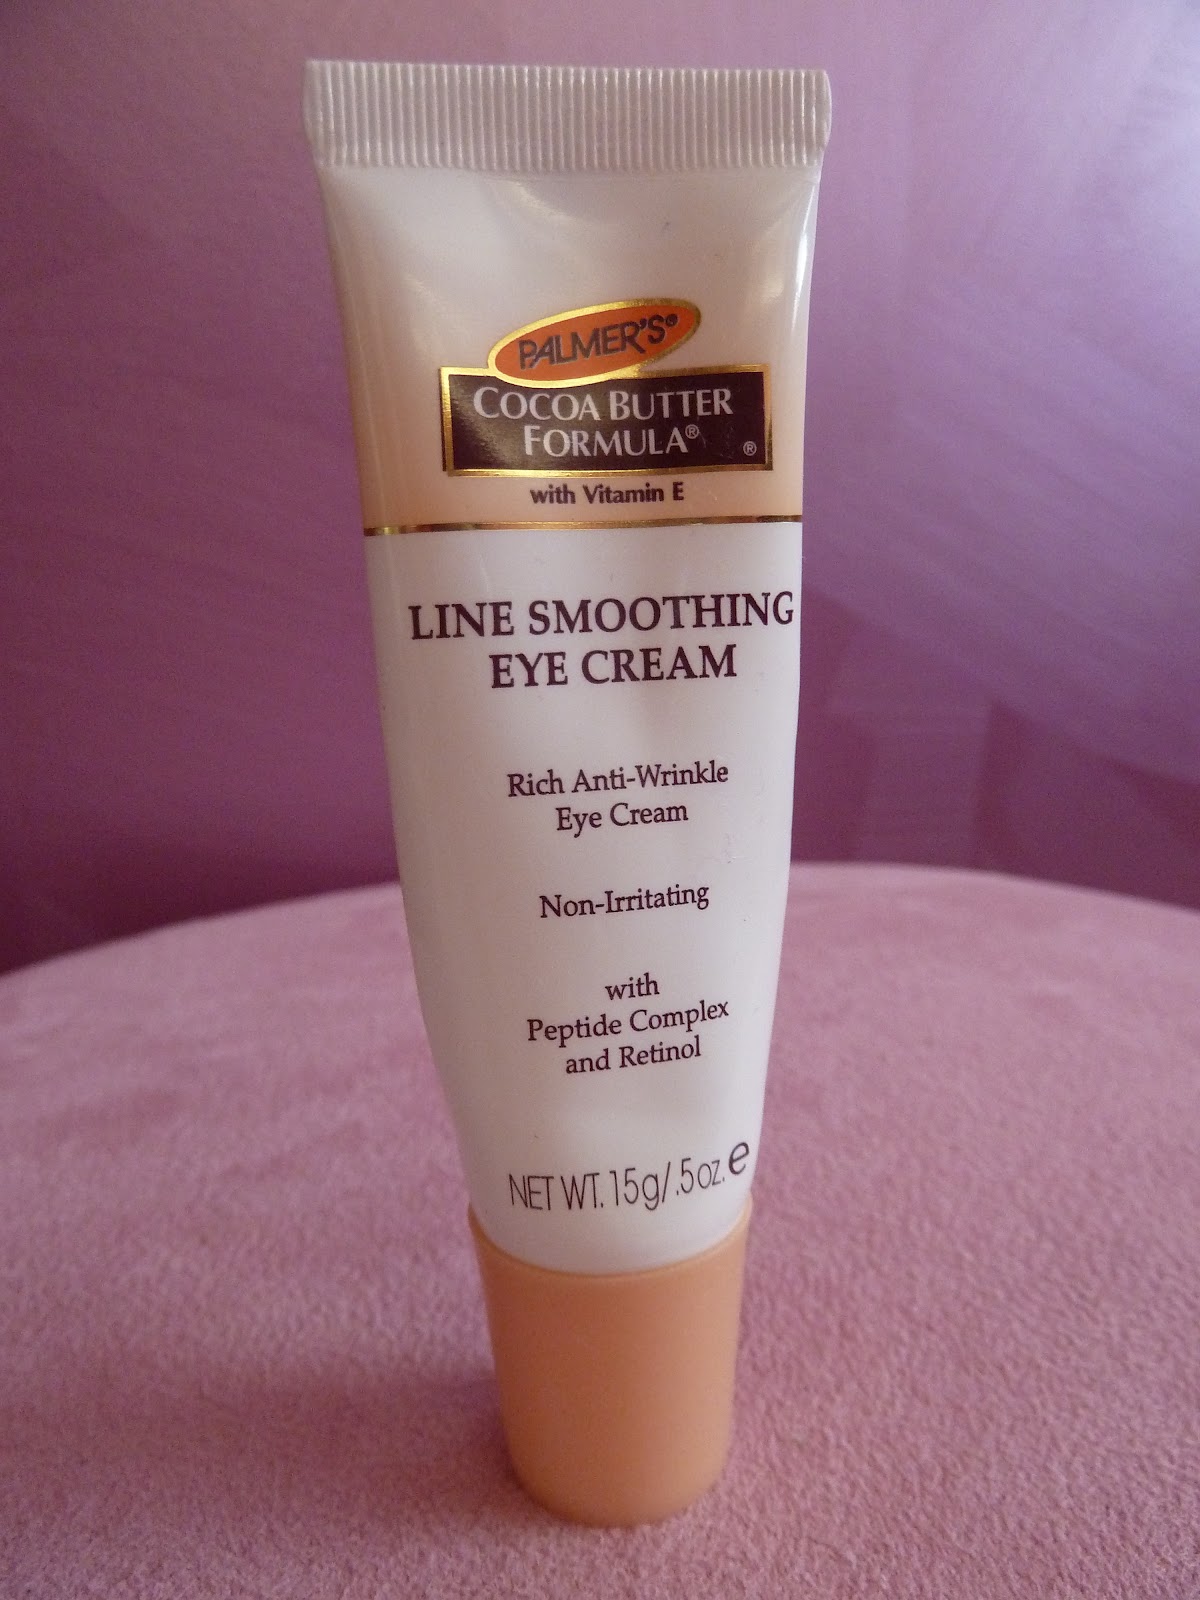 PALMER'S®
COCOA BUTTER
FORMULA®
®
with Vitamin E
LINE SMOOTHING
EYE CREAM
Rich Anti-Wrinkle
Eye Cream
Non-Irritating
with
Peptide Complex
and Retinol
NET WT. 15g/.5oz. ℮